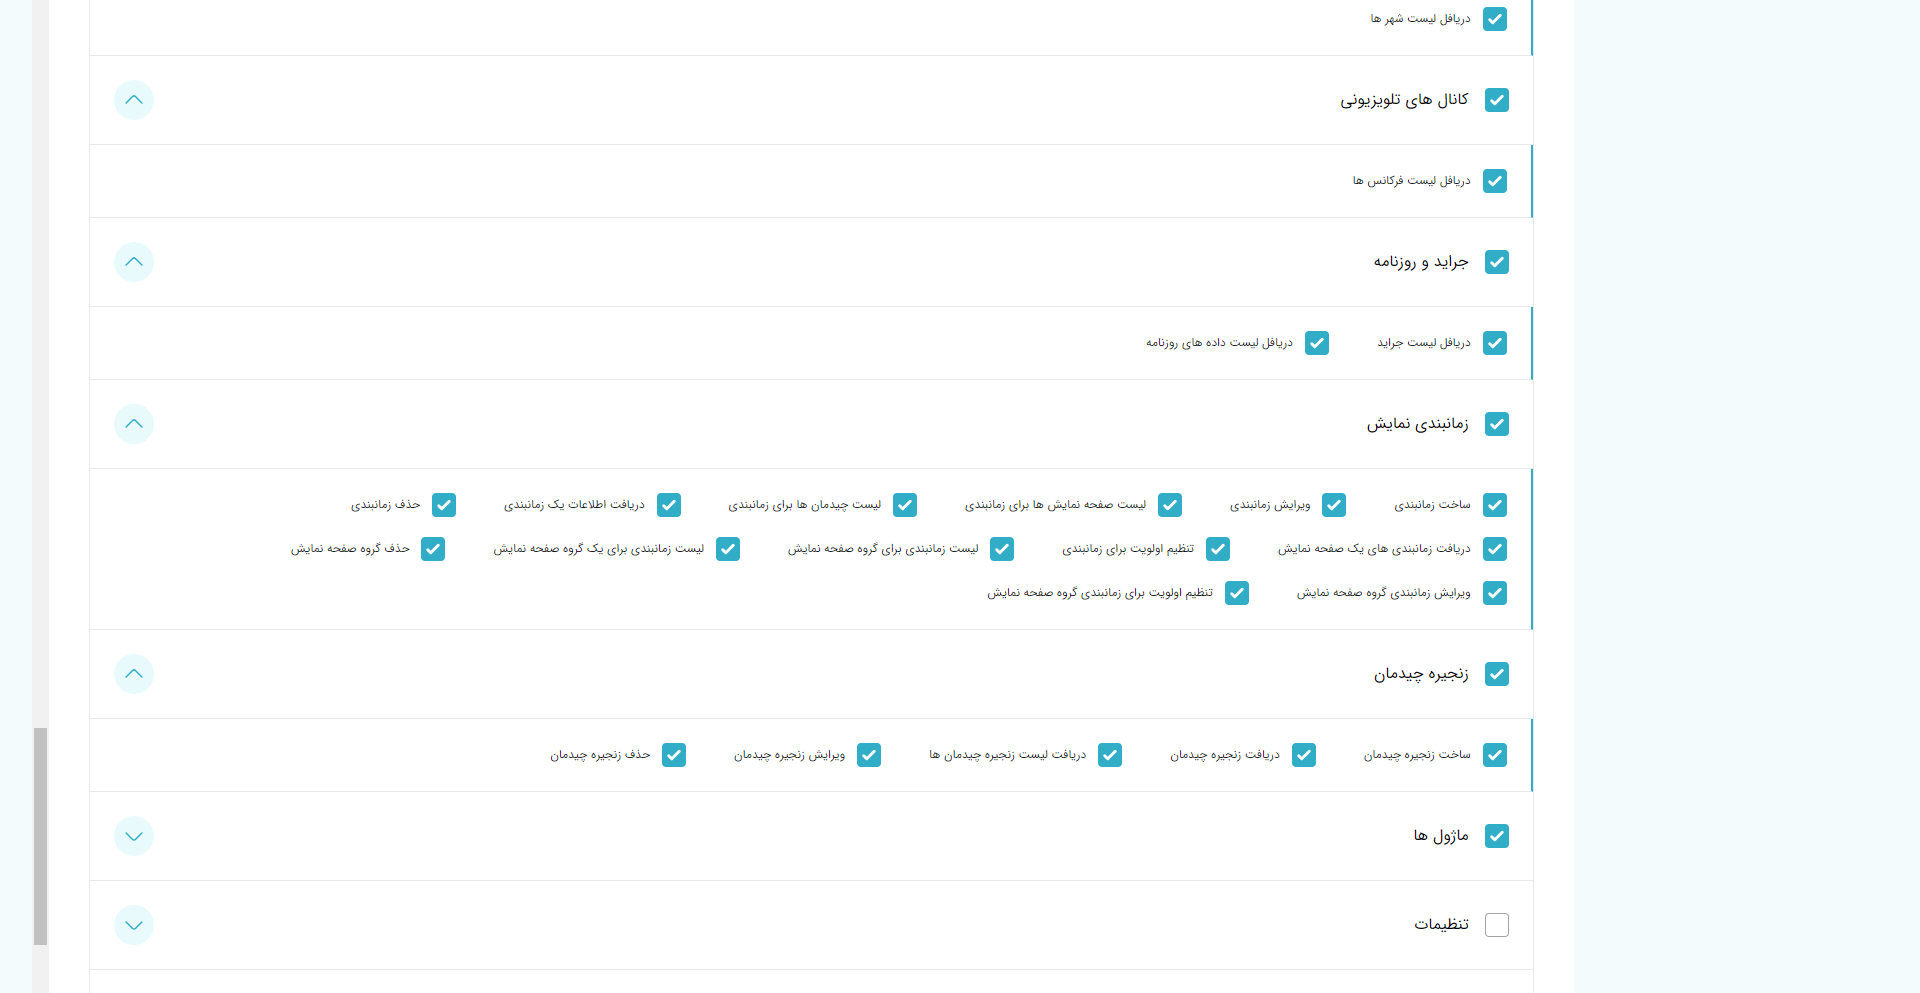 دریافل لیست شهر ها
کانال های تلویزیونی
دریافل لیست فرکانس ها
جراید و روزنامه
دریافل لیست جراید دریافل لیست داده های روزنامه
زمانبندی نمایش
ساخت زمانبندی ویرایش زمانبندی لیست صفحه نمایش ها برای زمانبندی لیست چیدمان ها برای زمانبندی دریافت اطلاعات یک زمانبندی حذف زمانبندی
دریافت زمانبندی های یک صفحه نمایش تنظیم اولویت برای زمانبندی لیست زمانبندی برای گروه صفحه نمایش لیست زمانبندی برای یک گروه صفحه نمایش حذف گروه صفحه نمایش
ویرایش زمانبندی گروه صفحه نمایش تنظیم اولویت برای زمانبندی گروه صفحه نمایش
زنجیره چیدمان
ساخت زنجیره چیدمان دریافت زنجیره چیدمان دریافت لیست زنجیره چیدمان ها ویرایش زنجیره چیدمان حذف زنجیره چیدمان
ماژول ها
تنظیمات